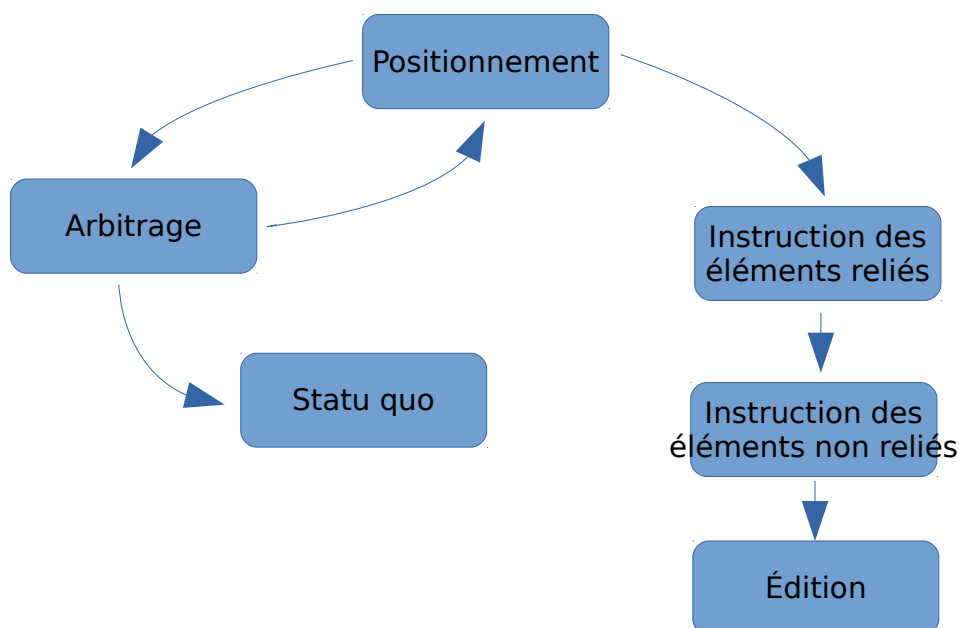 Positionnement
Arbitrage
Instruction des
éléments reliés
Statu quo
Instruction des
éléments non reliés
Édition